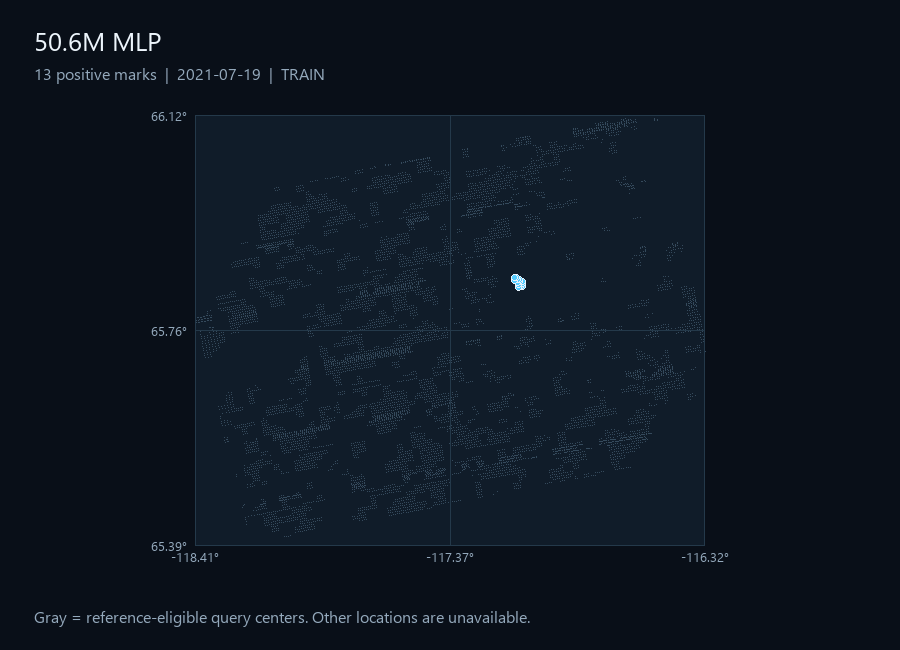 50.6M MLP
13 positive marks | 2021-07-19 | TRAIN
66.12°
65.76°
65.39°
-118.41° -117.37° -116.32°
Gray = reference-eligible query centers. Other locations are unavailable.